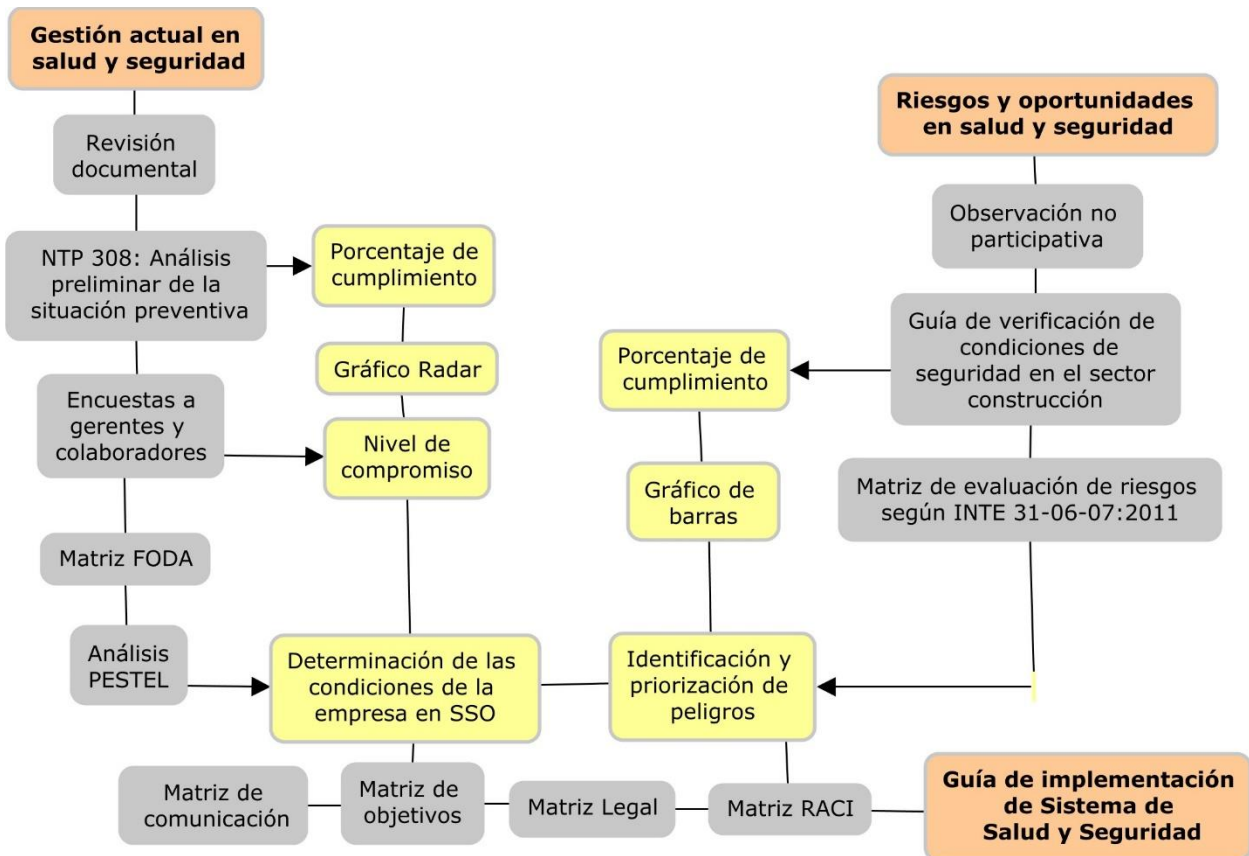 Gestión actual en
salud y seguridad
Revisión
documental
NTP 308: Análisis
preliminar de la
situación preventiva
Encuestas a
gerentes y
colaboradores
Matriz FODA
Análisis
PESTEL
Porcentaje de
cumplimiento
Gráfico Radar
Nivel de
compromiso
Determinación de las
condiciones de la
empresa en SSO
Riesgos y oportunidades
en salud y seguridad
Observación no
participativa
Guía de verificación de
condiciones de
seguridad en el sector
construcción
Matriz de evaluación de riesgos
según INTE 31-06-07:2011
Porcentaje de
cumplimiento
Gráfico de
barras
Identificación y
priorización de
peligros
Matriz de
comunicación
Matriz de
objetivos
Matriz Legal
Matriz RACI
Guía de implementación
de Sistema de
Salud y Seguridad